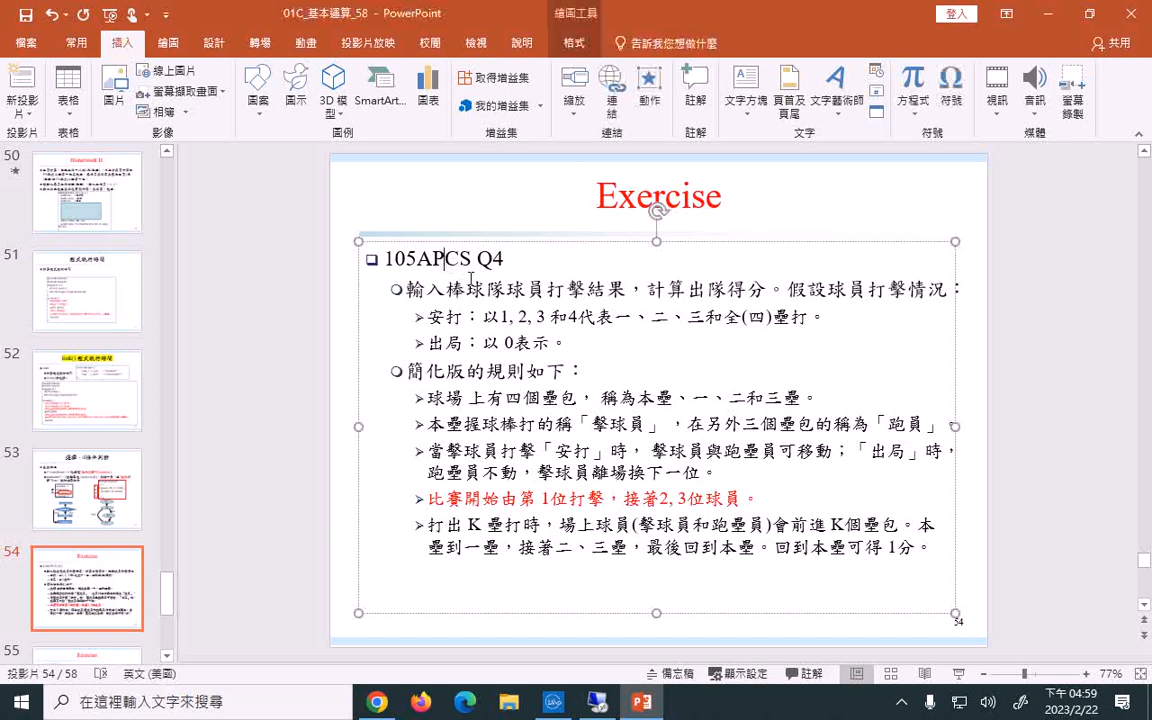 01C_基本運算_58 - PowerPoint
繪圖工具
登入
檔案 常用 插入 繪圖 設計 轉場 動畫 投影片放映 校閱 檢視 說明 格式 告訴我您想做什麼 共用
新投影片
表格
圖片
線上圖片
螢幕擷取畫面
相簿
圖案
圖示
3D 模型
SmartArt...
圖表
取得增益集
我的增益集
縮放
連結
動作
註解
文字方塊
頁首及頁尾
文字藝術師
方程式
符號
視訊
音訊
螢幕錄製
投影片 表格 影像 圖例 增益集 連結 註解 文字 符號 媒體
50
51
程式執行時間
52
53
54
Exercise
55
Exercise
Exercise
105APCS Q4
輸入棒球隊球員打擊結果，計算出隊得分。假設球員打擊情況：
安打：以1, 2, 3 和4代表一、二、三和全(四)壘打。
出局：以 0表示。
簡化版的規則如下：
球場 上有四個壘包， 稱為本壘、一、二和三壘。
本壘握球棒打的稱「擊球員」，在另外三個壘包的稱為「跑員」。
當擊球員打擊「安打」時， 擊球員與跑壘員可移動；「出局」時，
跑壘員不動，擊球員離場換下一位。
比賽開始由第 1位打擊，接著2, 3位球員。
打出 K 壘打時，場上球員(擊球員和跑壘員)會前進 K個壘包。本
壘到一壘，接著二、三壘，最後回到本壘。回到本壘可得 1分。
54
投影片 54 / 58 英文 (美國) 備忘稿 顯示設定 註解 77%
在這裡輸入文字來搜尋
下午 04:59
2023/2/22